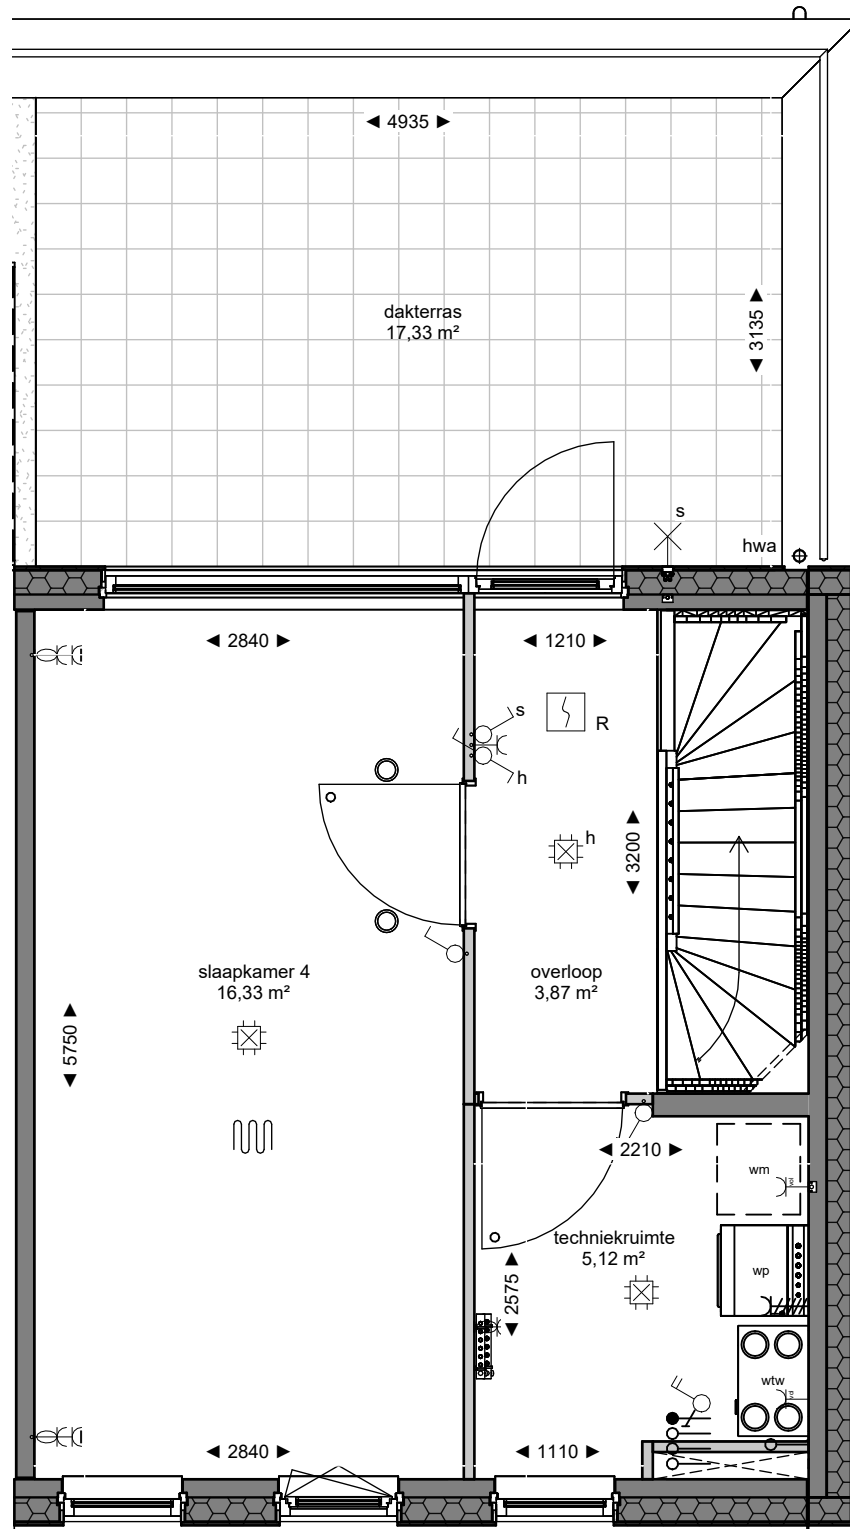 4935
dakterras
17,33 m²
3135
s
hwa
2840
1210
s
R
h
h
3200
slaapkamer 4
16,33 m²
overloop
3,87 m²
5750
2210
wm
techniekruimte
5,12 m²
wp
2575
wtw
2840
1110